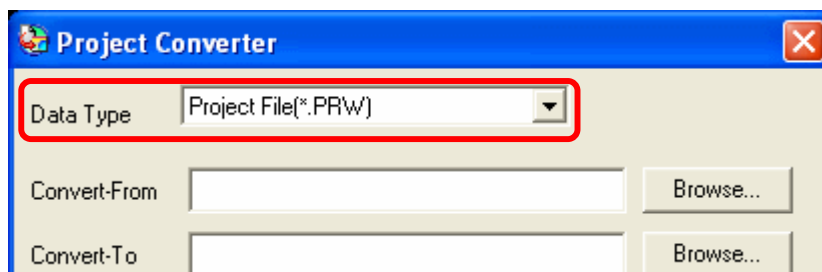 Project Converter
Data Type Project File(*.PRW)
Convert-From Browse...
Convert-To Browse...